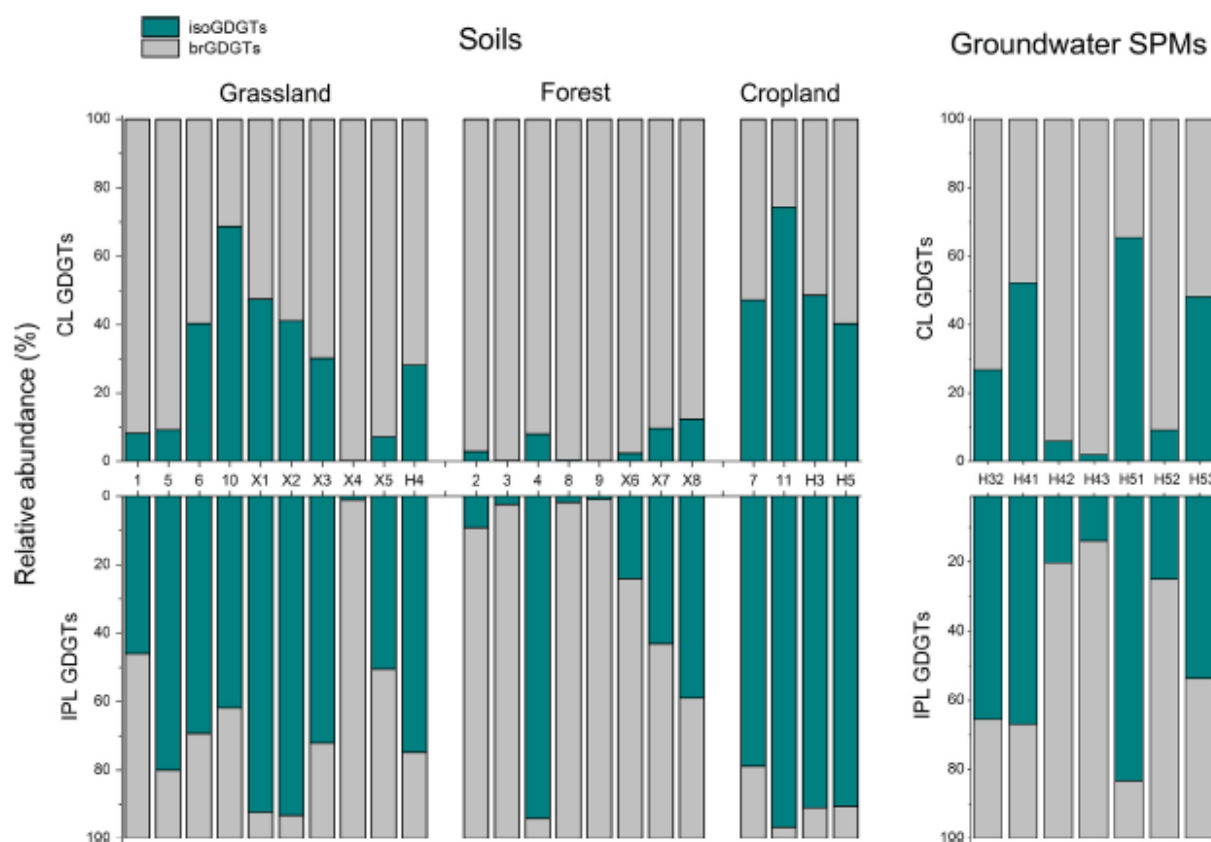 isoGDGTs
brGDGTs
Soils
Groundwater SPMs
Grassland
Forest
Cropland
Relative abundance (%)
CL GDGTs
100
80
60
40
20
0
CL GDGTs
100
80
60
40
20
0
1 5 6 10 X1 X2 X3 X4 X5 H4
2 3 4 8 9 X6 X7 X8
7 11 H3 H5
H32 H41 H42 H43 H51 H52 H53
IPL GDGTs
0
20
40
60
80
100
IPL GDGTs
20
40
60
80
100